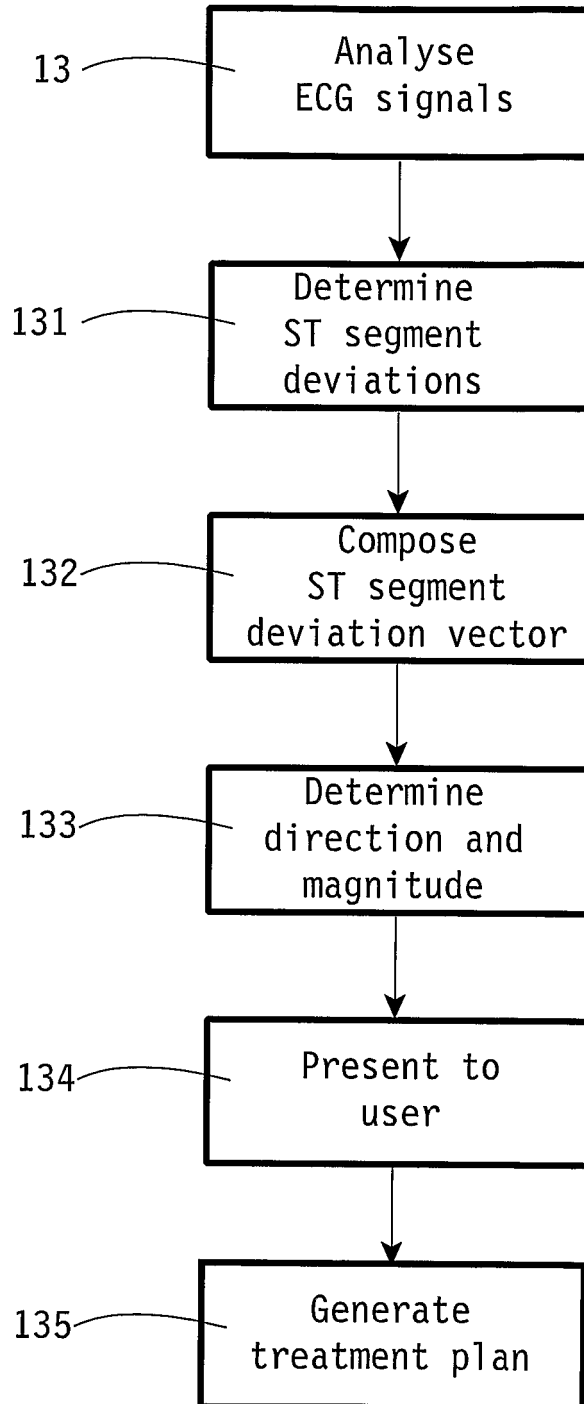 13
Analyse
ECG signals
131
Determine
ST segment
deviations
132
Compose
ST segment
deviation vector
133
Determine
direction and
magnitude
134
Present to
user
135
Generate
treatment plan